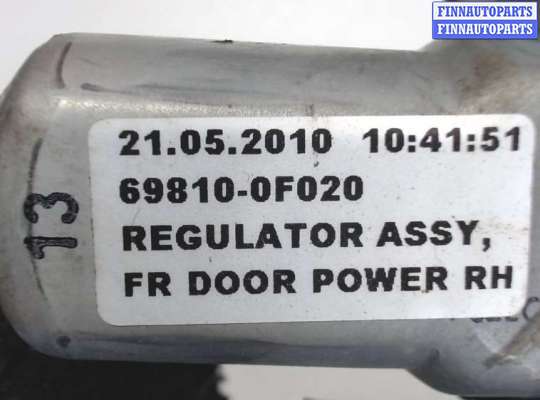 FINNAUTOPARTS
FINNAUTOPARTS
21.05.2010 10:41:51
69810-0F020
REGULATOR ASSY,
FR DOOR POWER RH
13